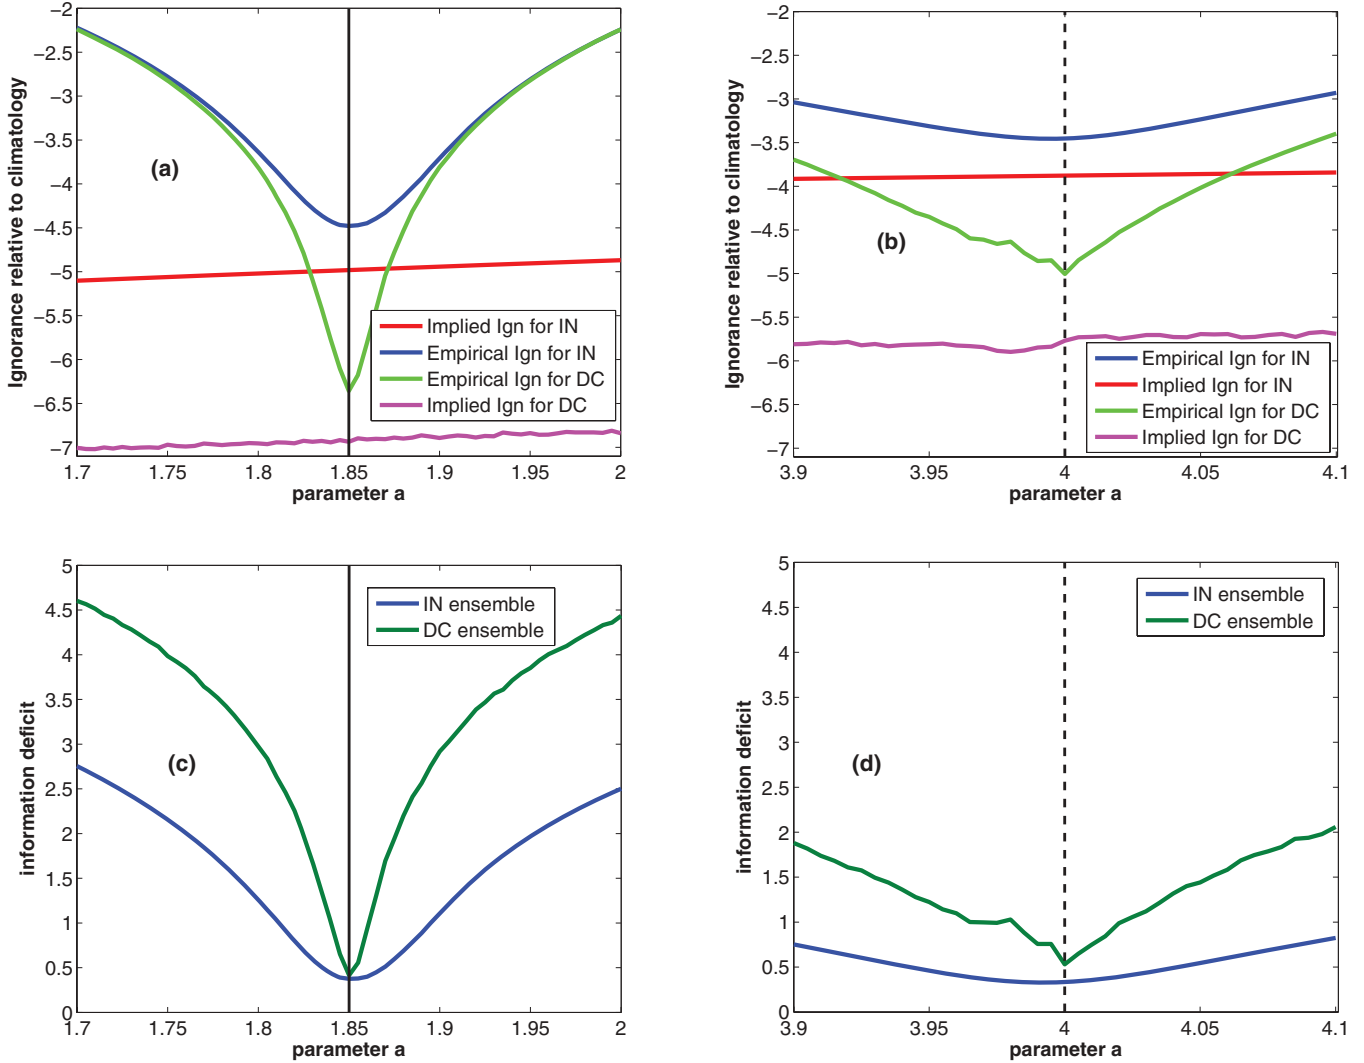 Ignorance relative to climatology
−2
−2.5
−3
−3.5
−4
−4.5
−5
−5.5
−6
−6.5
−7
(a)
Implied Ign for IN
Empirical Ign for IN
Empirical Ign for DC
Implied Ign for DC
1.7
1.75
1.8
1.85
1.9
1.95
2
parameter a
Ignorance relative to climatology
−2
−2.5
−3
−3.5
−4
−4.5
−5
−5.5
−6
−6.5
−7
(b)
Empirical Ign for IN
Implied Ign for IN
Empirical Ign for DC
Implied Ign for DC
3.9
3.95
4
4.05
4.1
parameter a
information deficit
5
4.5
4
3.5
3
2.5
2
1.5
1
0.5
0
(c)
IN ensemble
DC ensemble
1.7
1.75
1.8
1.85
1.9
1.95
2
parameter a
information deficit
5
4.5
4
3.5
3
2.5
2
1.5
1
0.5
0
(d)
IN ensemble
DC ensemble
3.9
3.95
4
4.05
4.1
parameter a